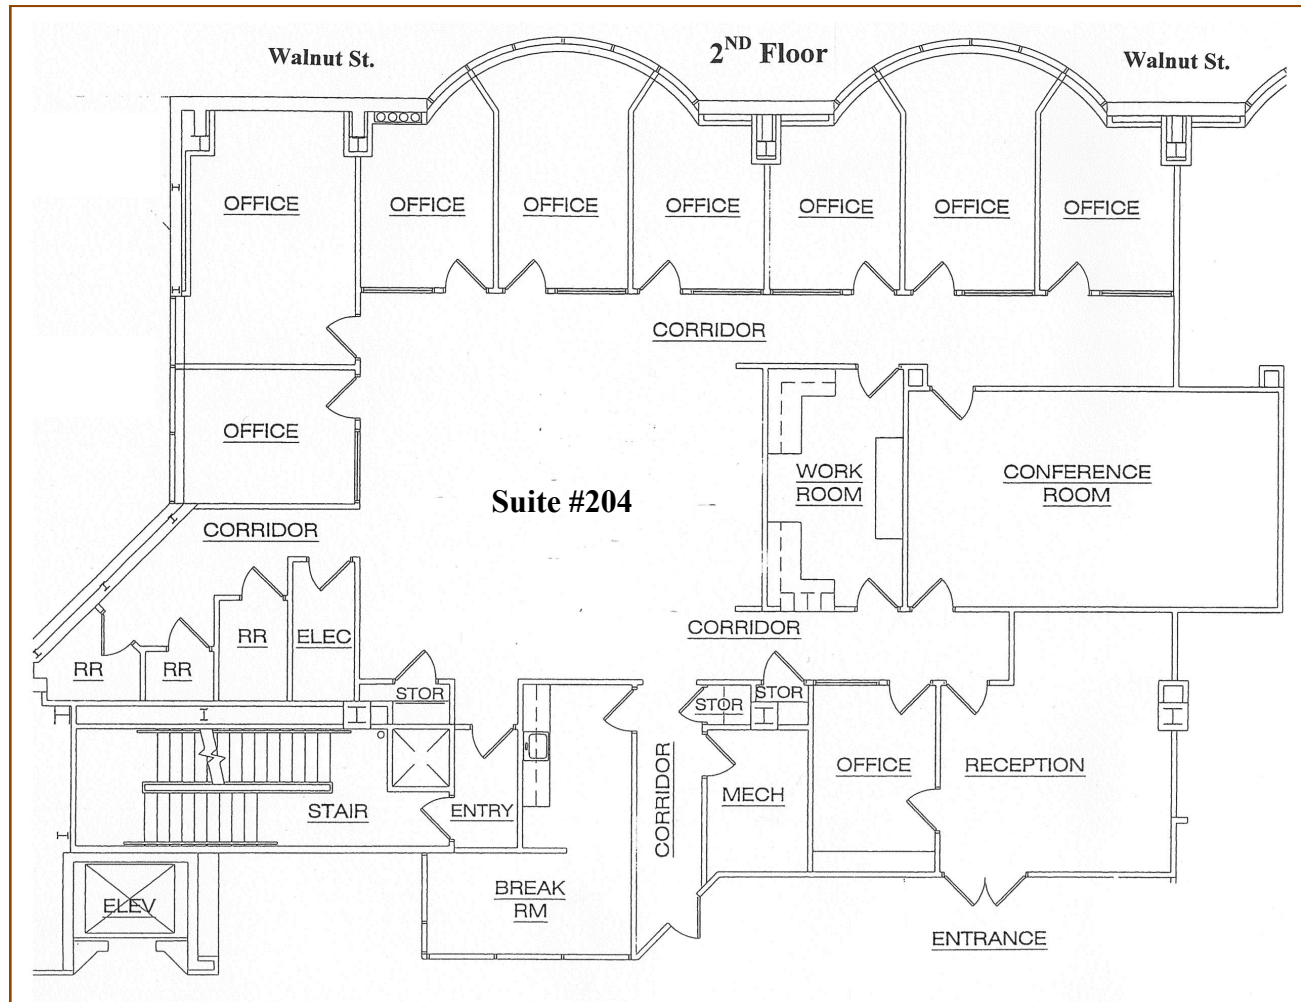 Walnut St.
2ND Floor
Walnut St.
OFFICE
OFFICE
OFFICE
OFFICE
OFFICE
OFFICE
OFFICE
CORRIDOR
OFFICE
WORK
ROOM
CONFERENCE
ROOM
Suite #204
CORRIDOR
CORRIDOR
RR
RR
RR
ELEC
STOR
STOR
STOR
CORRIDOR
OFFICE
RECEPTION
MECH
STAIR
ENTRY
BREAK
RM
ELEV
ENTRANCE